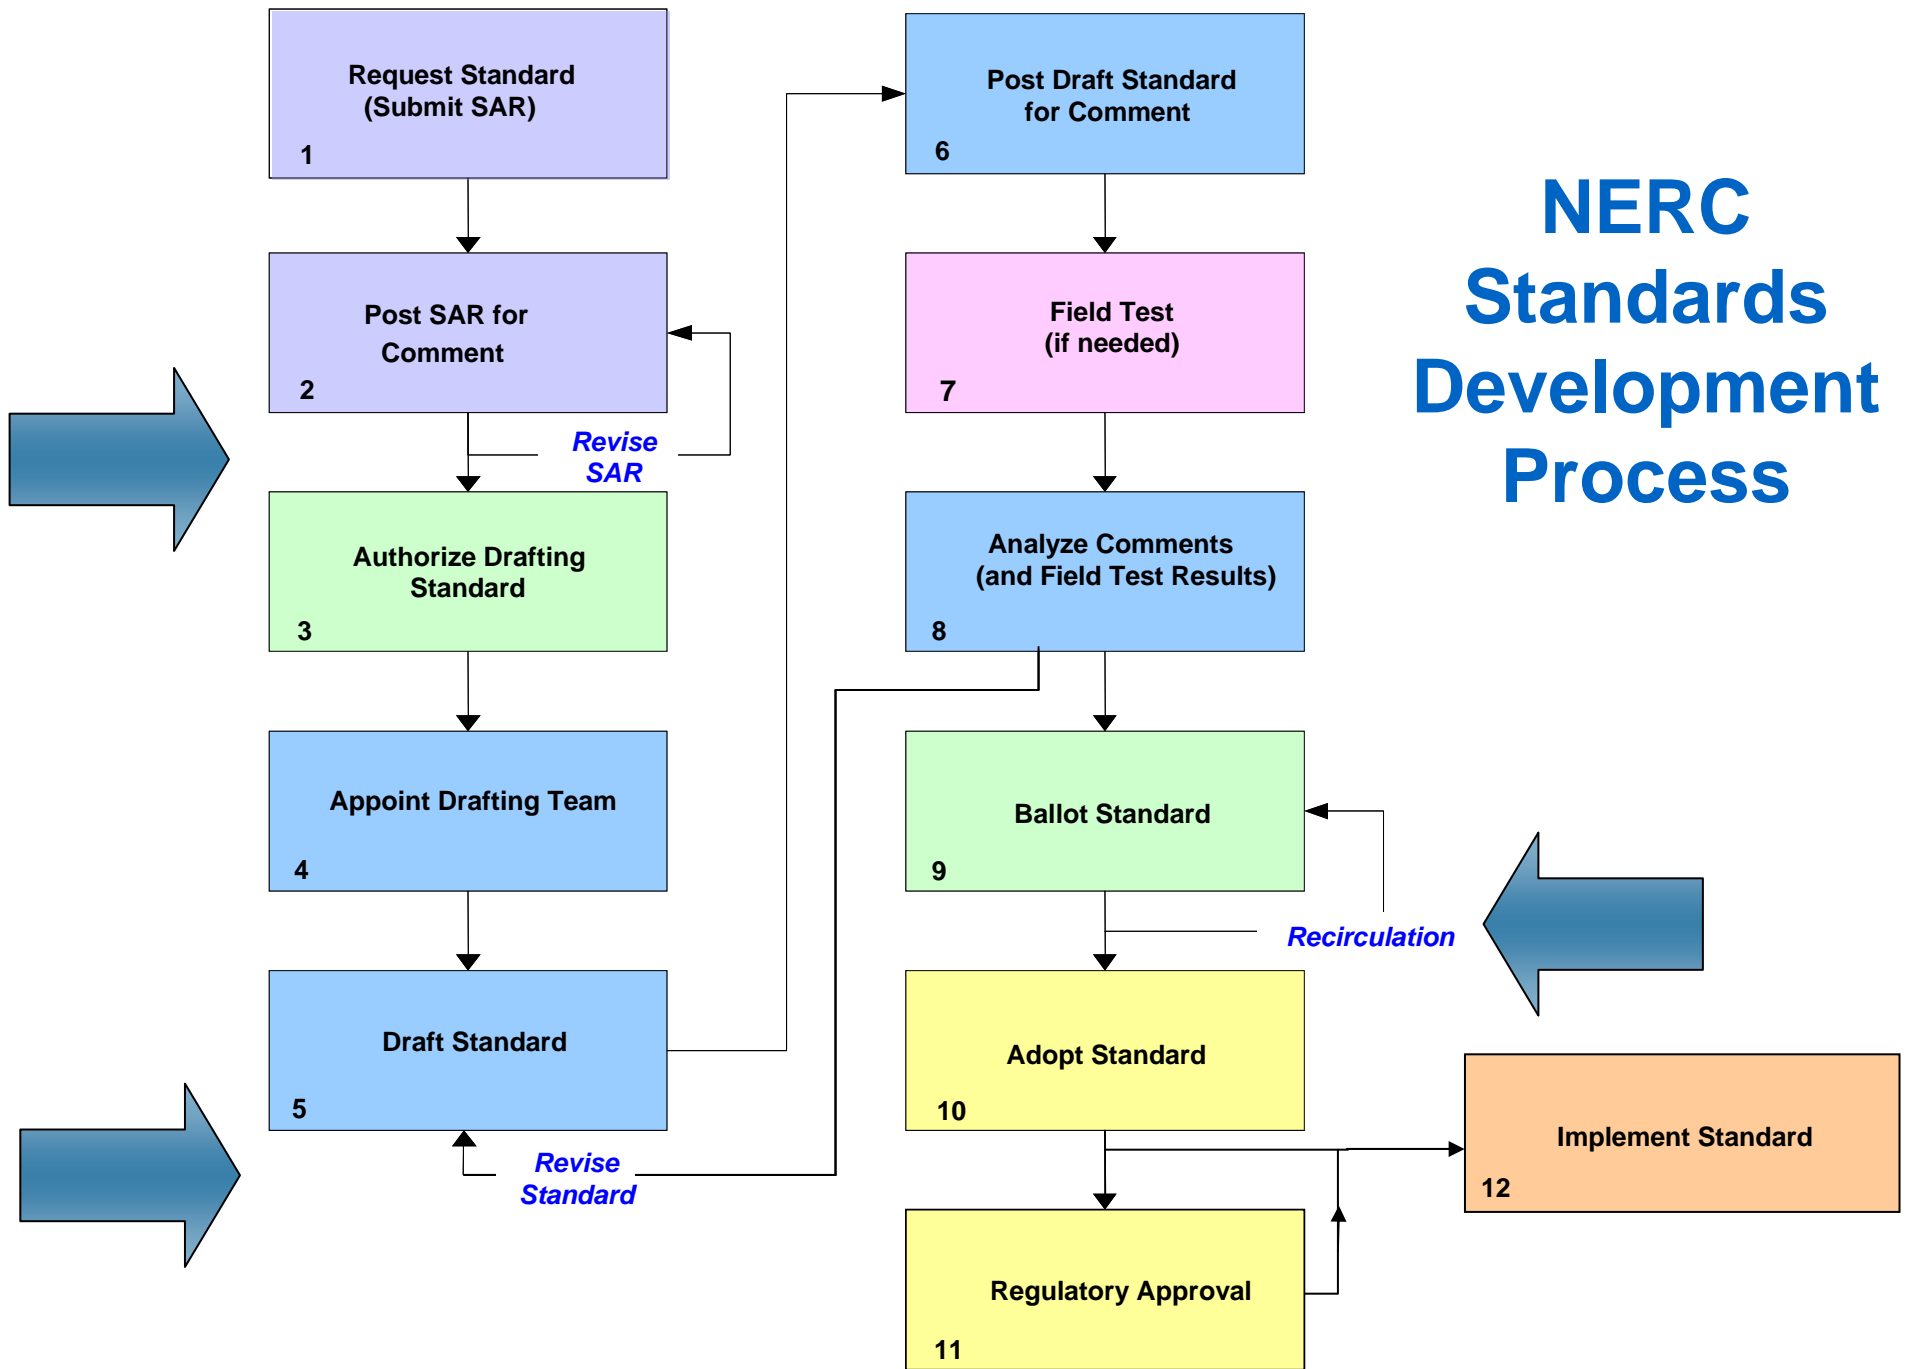 Request Standard
(Submit SAR)
1
Post SAR for
Comment
2
Revise
SAR
Authorize Drafting
Standard
3
Appoint Drafting Team
4
Draft Standard
5
Revise
Standard
Post Draft Standard
for Comment
6
Field Test
(if needed)
7
Analyze Comments
(and Field Test Results)
8
Ballot Standard
9
Recirculation
Adopt Standard
10
Regulatory Approval
11
Implement Standard
12
NERC
Standards
Development
Process